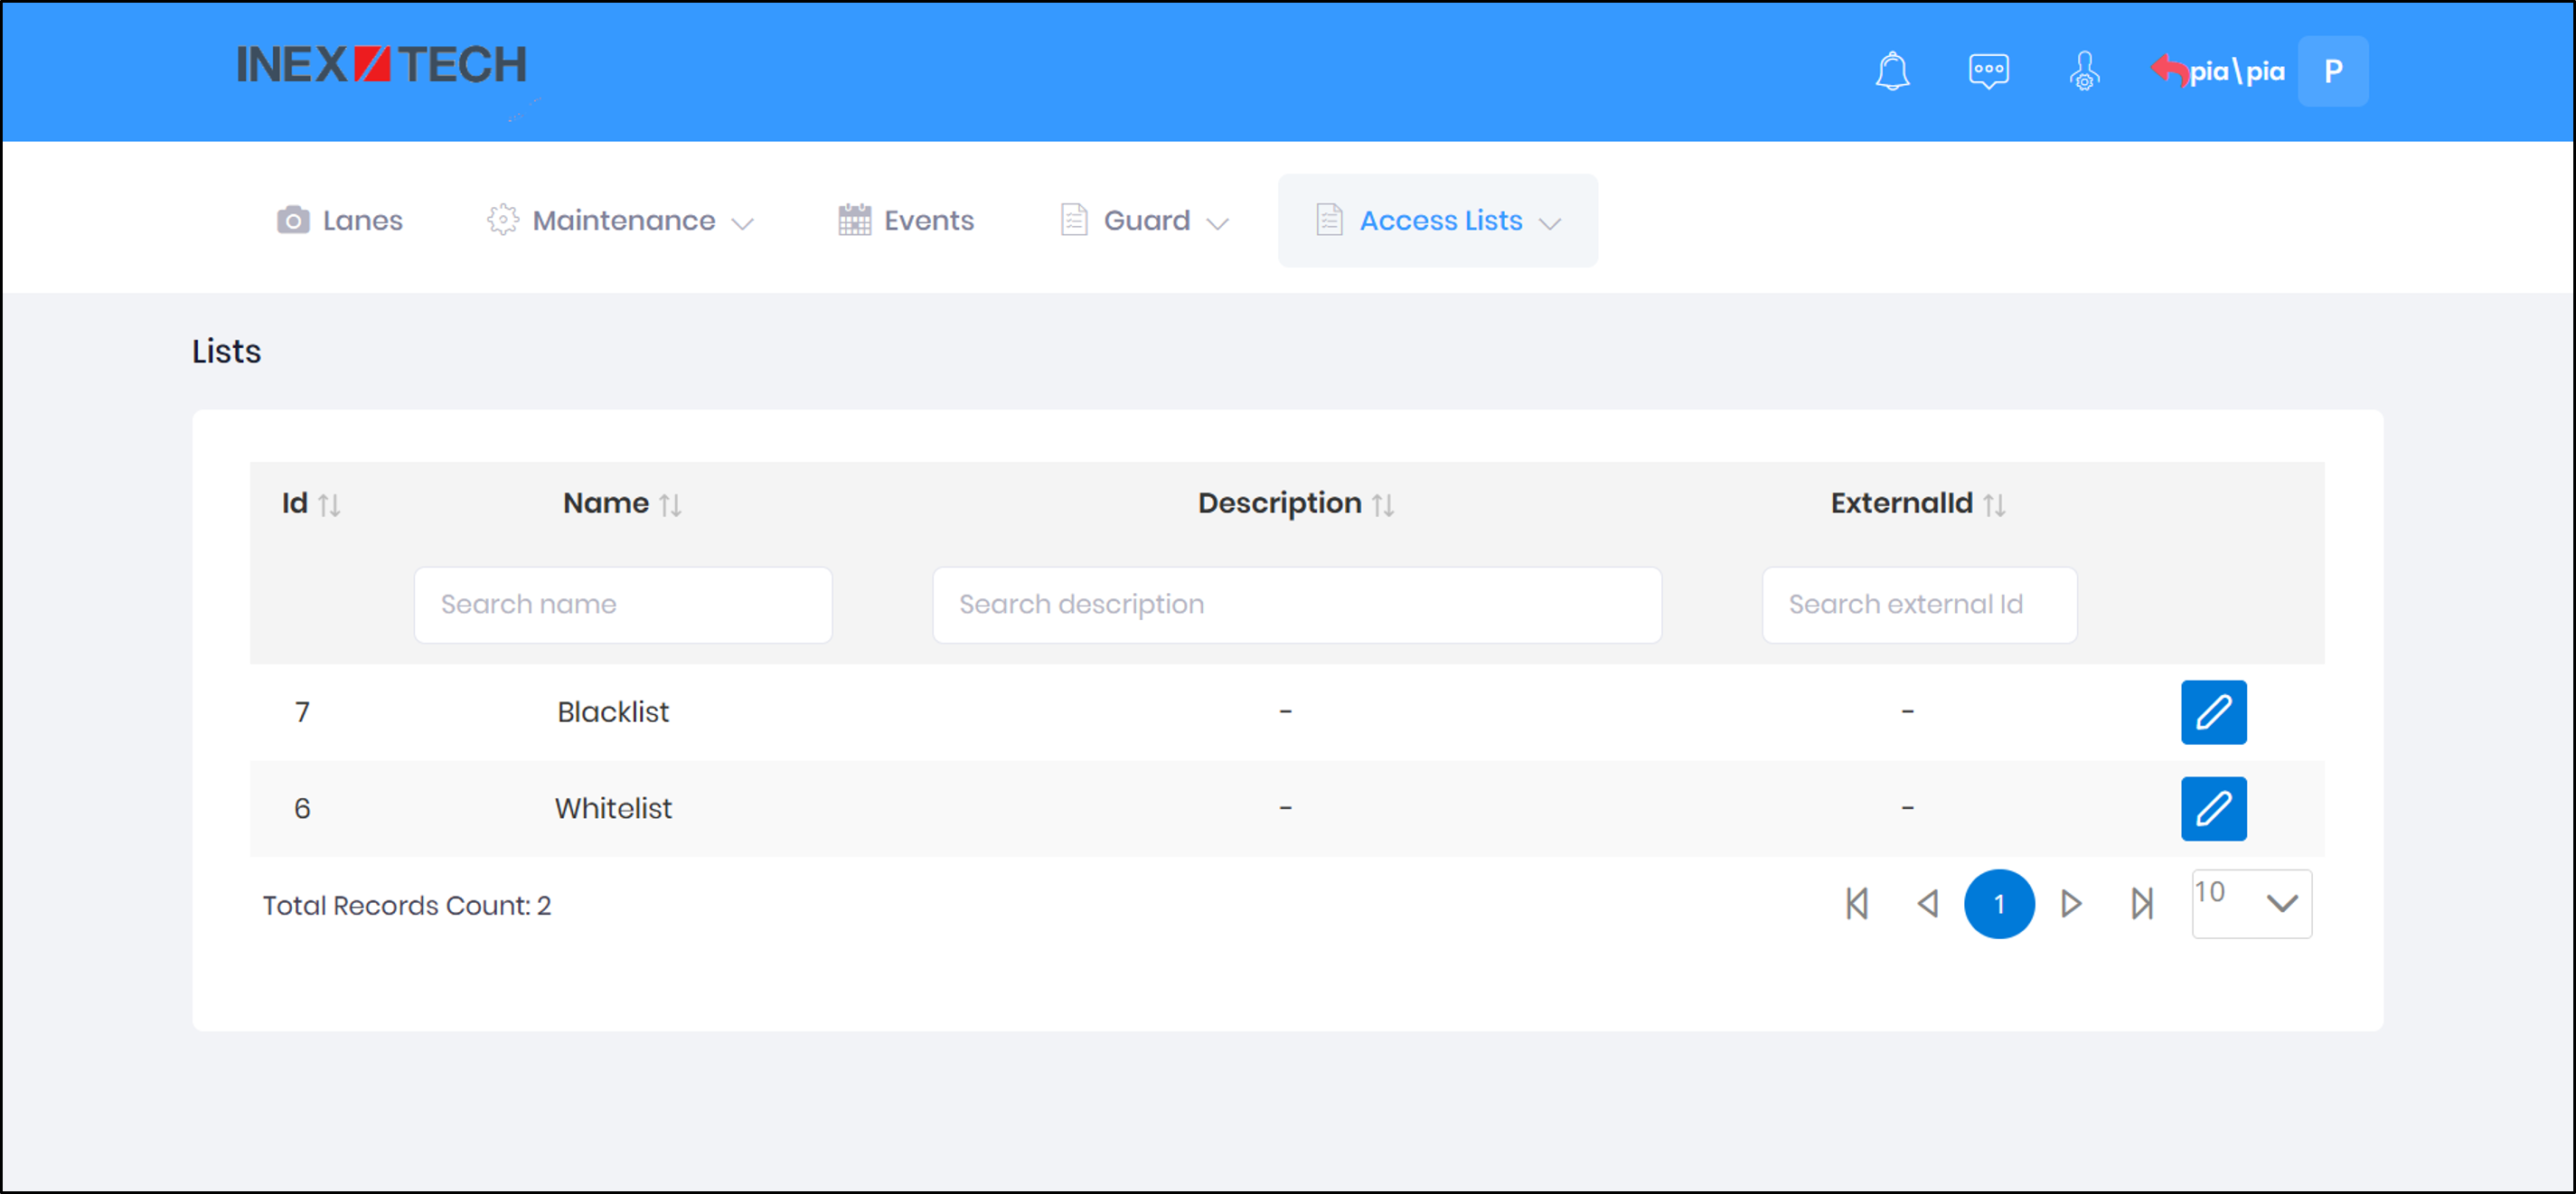 INEX TECH
pia\pia P
Lanes Maintenance Events Guard Access Lists
Lists
Id Name Description ExternalId
Search name Search description Search external Id
7 Blacklist - -
6 Whitelist - -
Total Records Count: 2 1 10